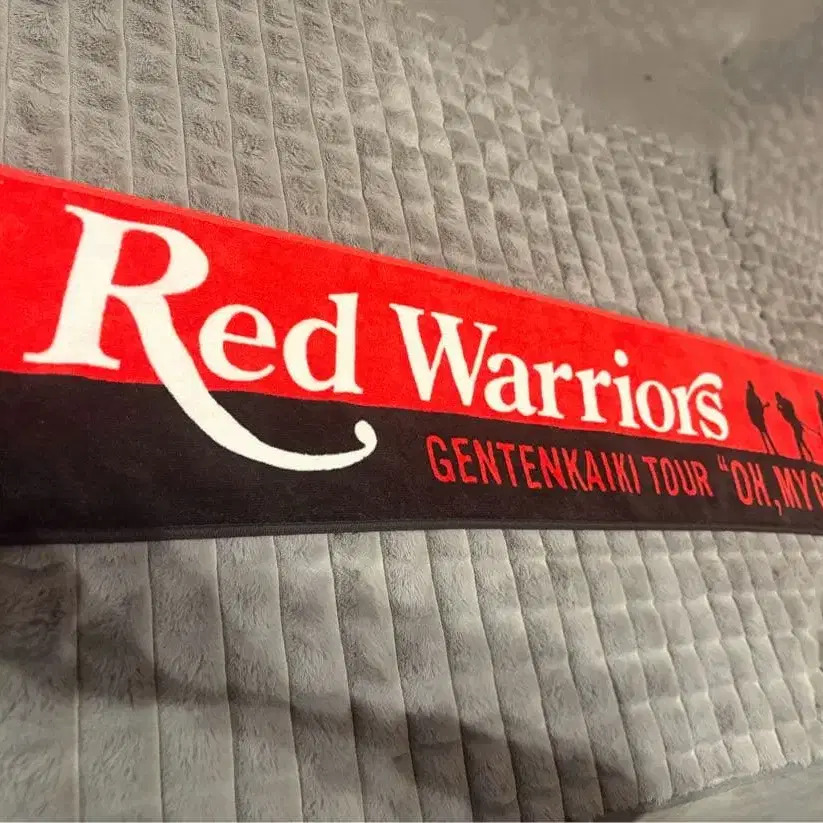 Red Warriors
GENTENKAIKI TOUR "OH, MY